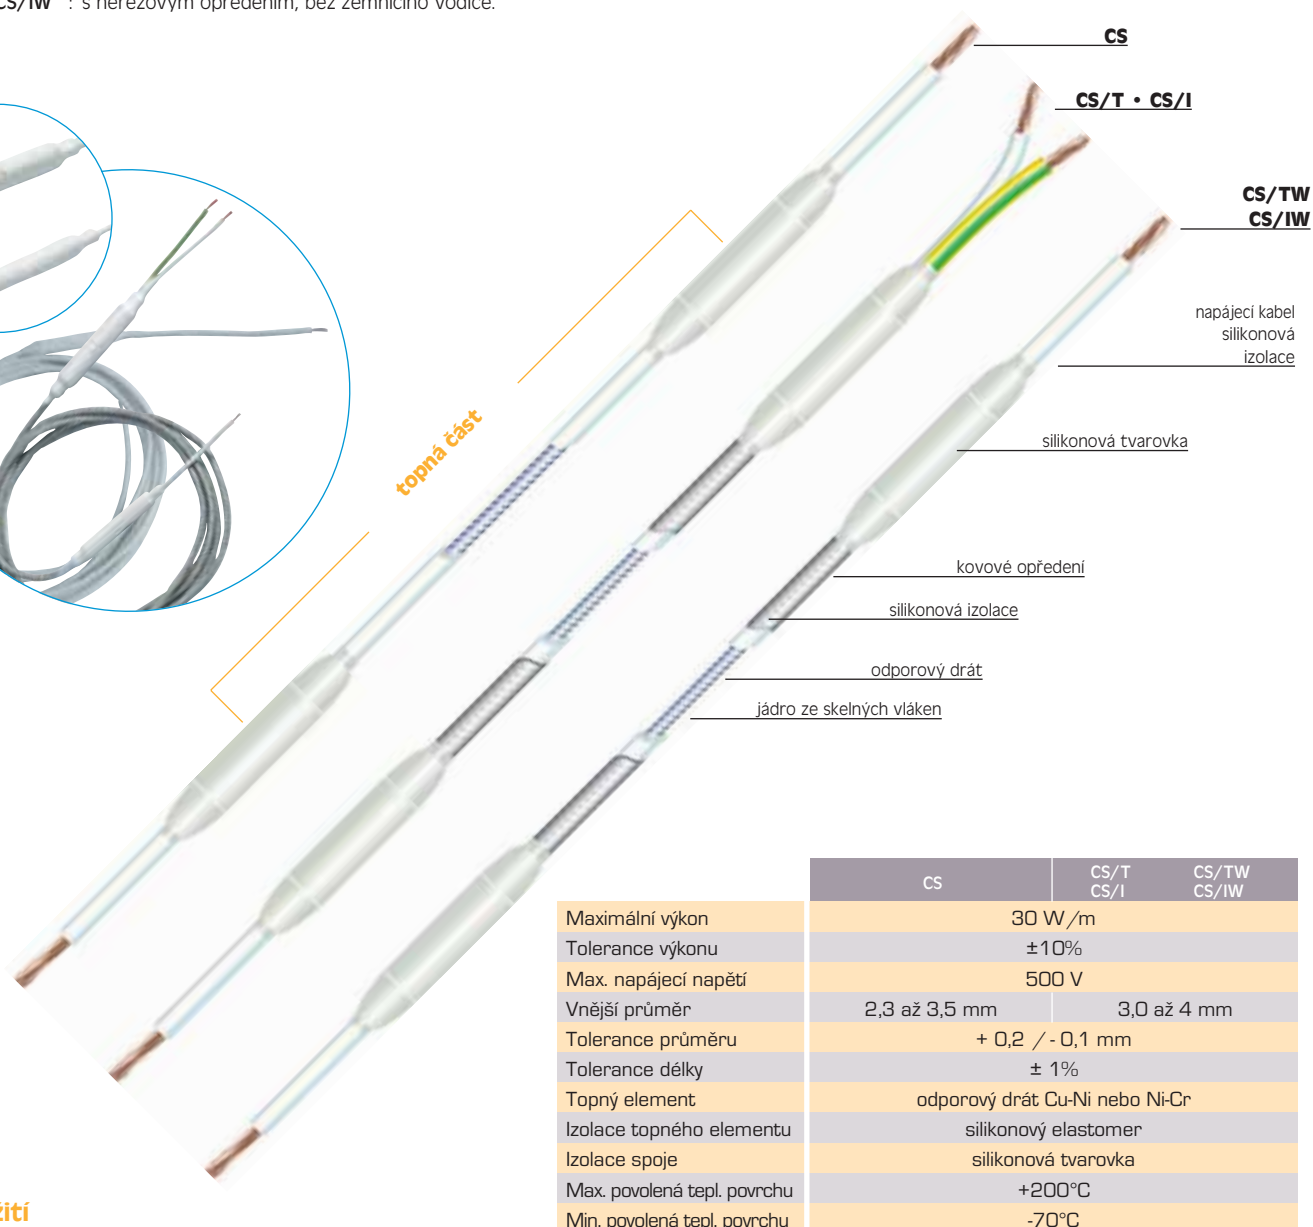 CS/IW : s nerezovým opředením, bez zemnícího vodiče.
CS
CS/T • CS/I
CS/TW
CS/IW
napájecí kabel
silikonová
izolace
topná část
silikonová tvarovka
kovové opředení
silikonová izolace
odporový drát
jádro ze skelných vláken
CS CS/T CS/TW
CS/I CS/IW
Maximální výkon 30 W/m
Tolerance výkonu ±10%
Max. napájecí napětí 500 V
Vnější průměr 2,3 až 3,5 mm 3,0 až 4 mm
Tolerance průměru + 0,2 / - 0,1 mm
Tolerance délky ± 1%
Topný element odporový drát Cu-Ni nebo Ni-Cr
Izolace topného elementu silikonový elastomer
Izolace spoje silikonová tvarovka
Max. povolená tepl. povrchu +200°C
Min. povolená tepl. povrchu -70°C